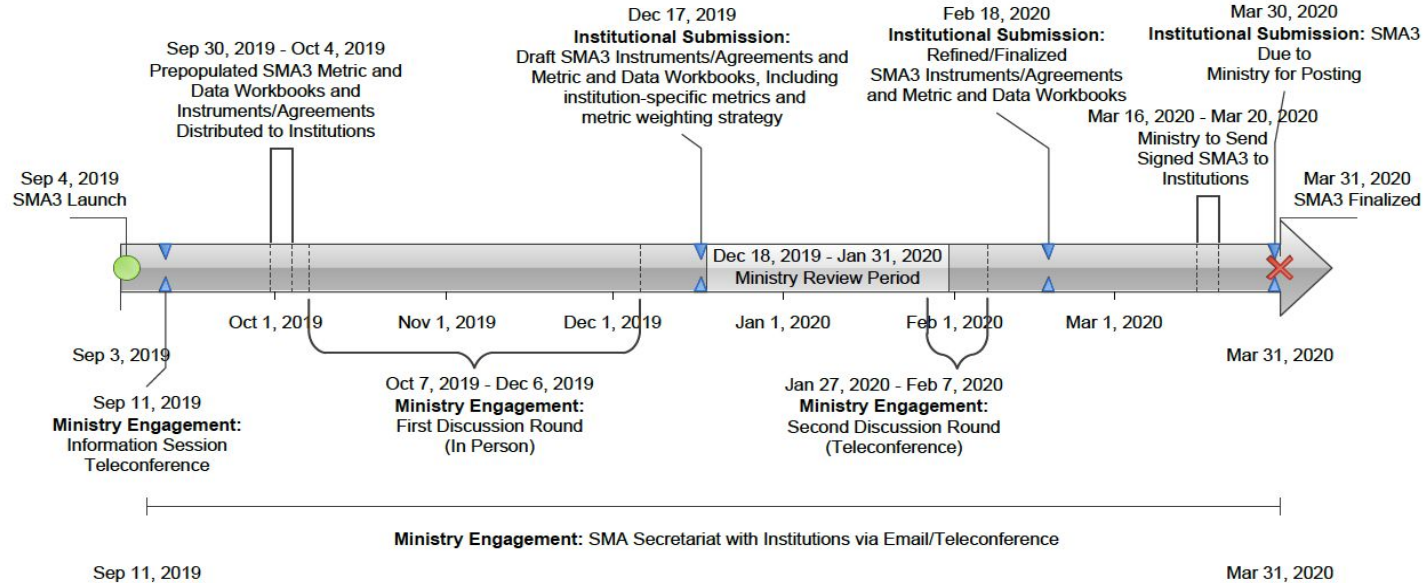 Sep 4, 2019
SMA3 Launch
Sep 30, 2019 - Oct 4, 2019
Prepopulated SMA3 Metric and
Data Workbooks and
Instruments/Agreements
Distributed to Institutions
Dec 17, 2019
Institutional Submission:
Draft SMA3 Instruments/Agreements and
Metric and Data Workbooks, Including
institution-specific metrics and
metric weighting strategy
Feb 18, 2020
Institutional Submission:
Refined/Finalized
SMA3 Instruments/Agreements
and Metric and Data Workbooks
Mar 16, 2020 - Mar 20, 2020
Ministry to Send
Signed SMA3 to
Institutions
Mar 30, 2020
Institutional Submission: SMA3
Due to
Ministry for Posting
Mar 31, 2020
SMA3 Finalized
Dec 18, 2019 - Jan 31, 2020
Ministry Review Period
Oct 1, 2019
Nov 1, 2019
Dec 1, 2019
Jan 1, 2020
Feb 1, 2020
Mar 1, 2020
Sep 3, 2019
Mar 31, 2020
Sep 11, 2019
Ministry Engagement:
Information Session
Teleconference
Oct 7, 2019 - Dec 6, 2019
Ministry Engagement:
First Discussion Round
(In Person)
Jan 27, 2020 - Feb 7, 2020
Ministry Engagement:
Second Discussion Round
(Teleconference)
Ministry Engagement: SMA Secretariat with Institutions via Email/Teleconference
Sep 11, 2019
Mar 31, 2020